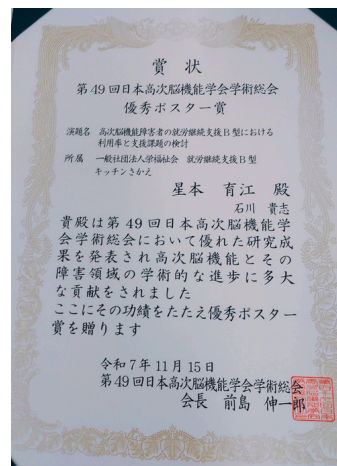 賞状
第49回日本高次脳機能学会学術総会
優秀ポスター賞
演題名 高次脳機能障害者の就労継続支援B型における
利用率と支援課題の検討
所属 一般社団法人学福祉会 就労継続支援B型
キッチンさかえ
星本 育江 殿
石川 貴志
貴殿は第49回日本高次脳機能学
会学術総会において優れた研究成
果を発表され高次脳機能とその
障害領域の学術的な進歩に多大
な貢献をされました
ここにその功績をたたえ優秀ポスター
賞を贈ります
令和7年11月15日
第49回日本高次脳機能学会学術総会
会長 前島 伸一郎